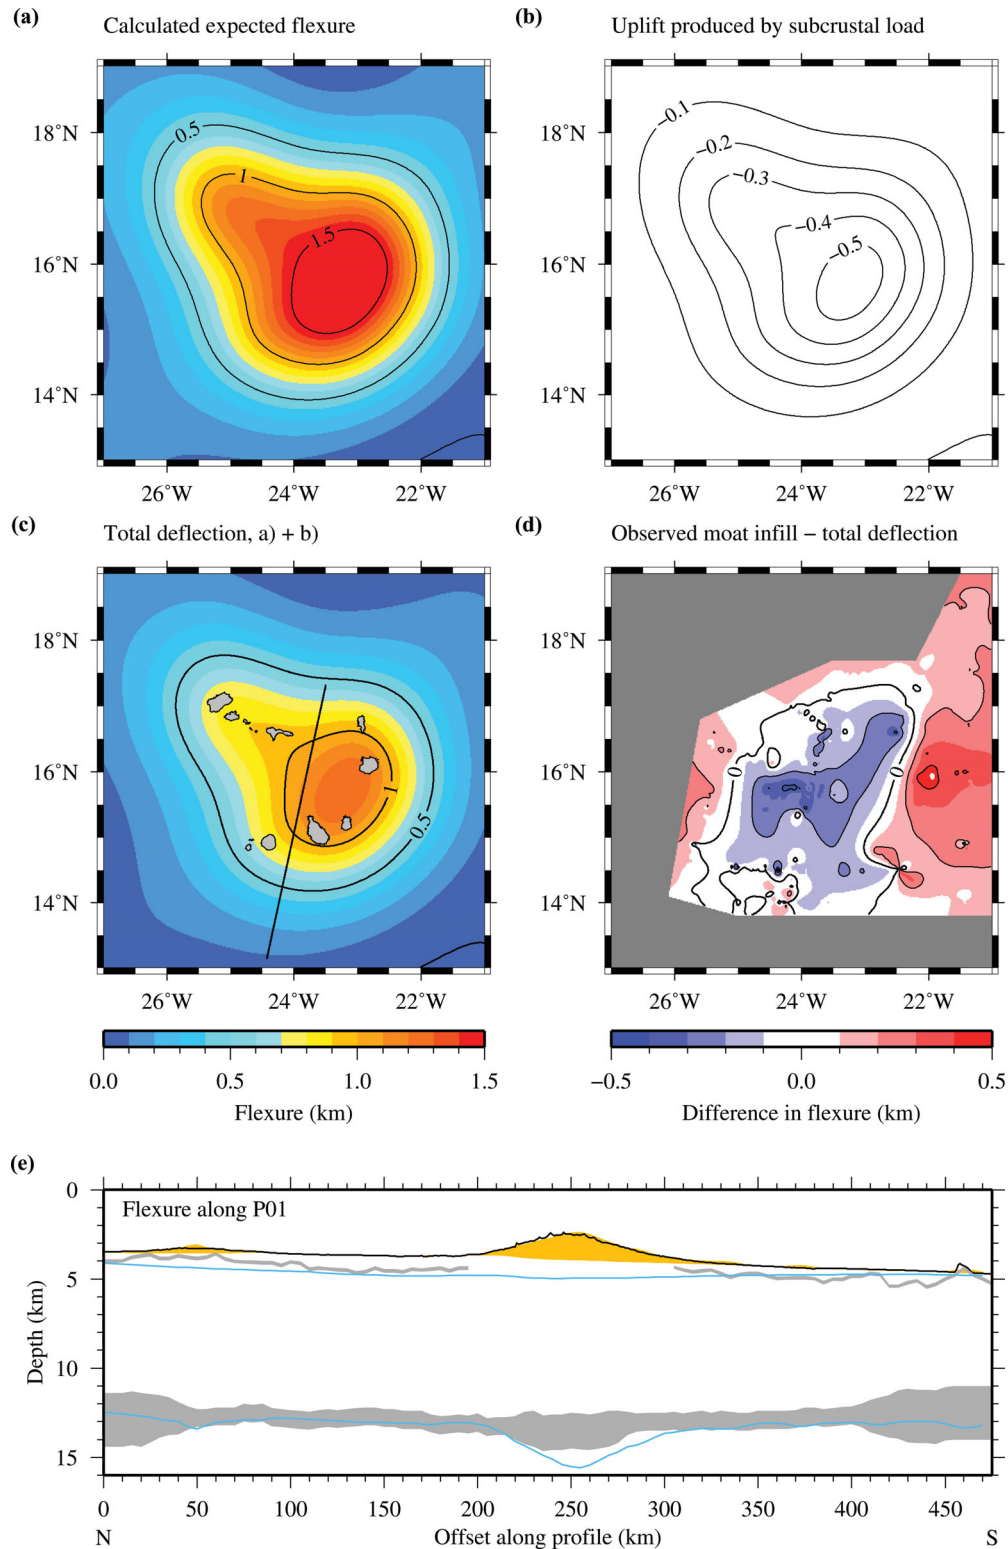 (a) Calculated expected flexure
(b) Uplift produced by subcrustal load
18°N
16°N
14°N
26°W 24°W 22°W
0.5
1
1.5
18°N
16°N
14°N
26°W 24°W 22°W
−0.1
−0.2
−0.3
−0.4
−0.5
(c) Total deflection, a) + b)
(d) Observed moat infill − total deflection
18°N
16°N
14°N
26°W 24°W 22°W
1
0.5
18°N
16°N
14°N
26°W 24°W 22°W
0
0
0.0 0.5 1.0 1.5
Flexure (km)
−0.5 0.0 0.5
Difference in flexure (km)
(e)
Flexure along P01
0
5
10
15
Depth (km)
0 50 100 150 200 250 300 350 400 450
N Offset along profile (km) S